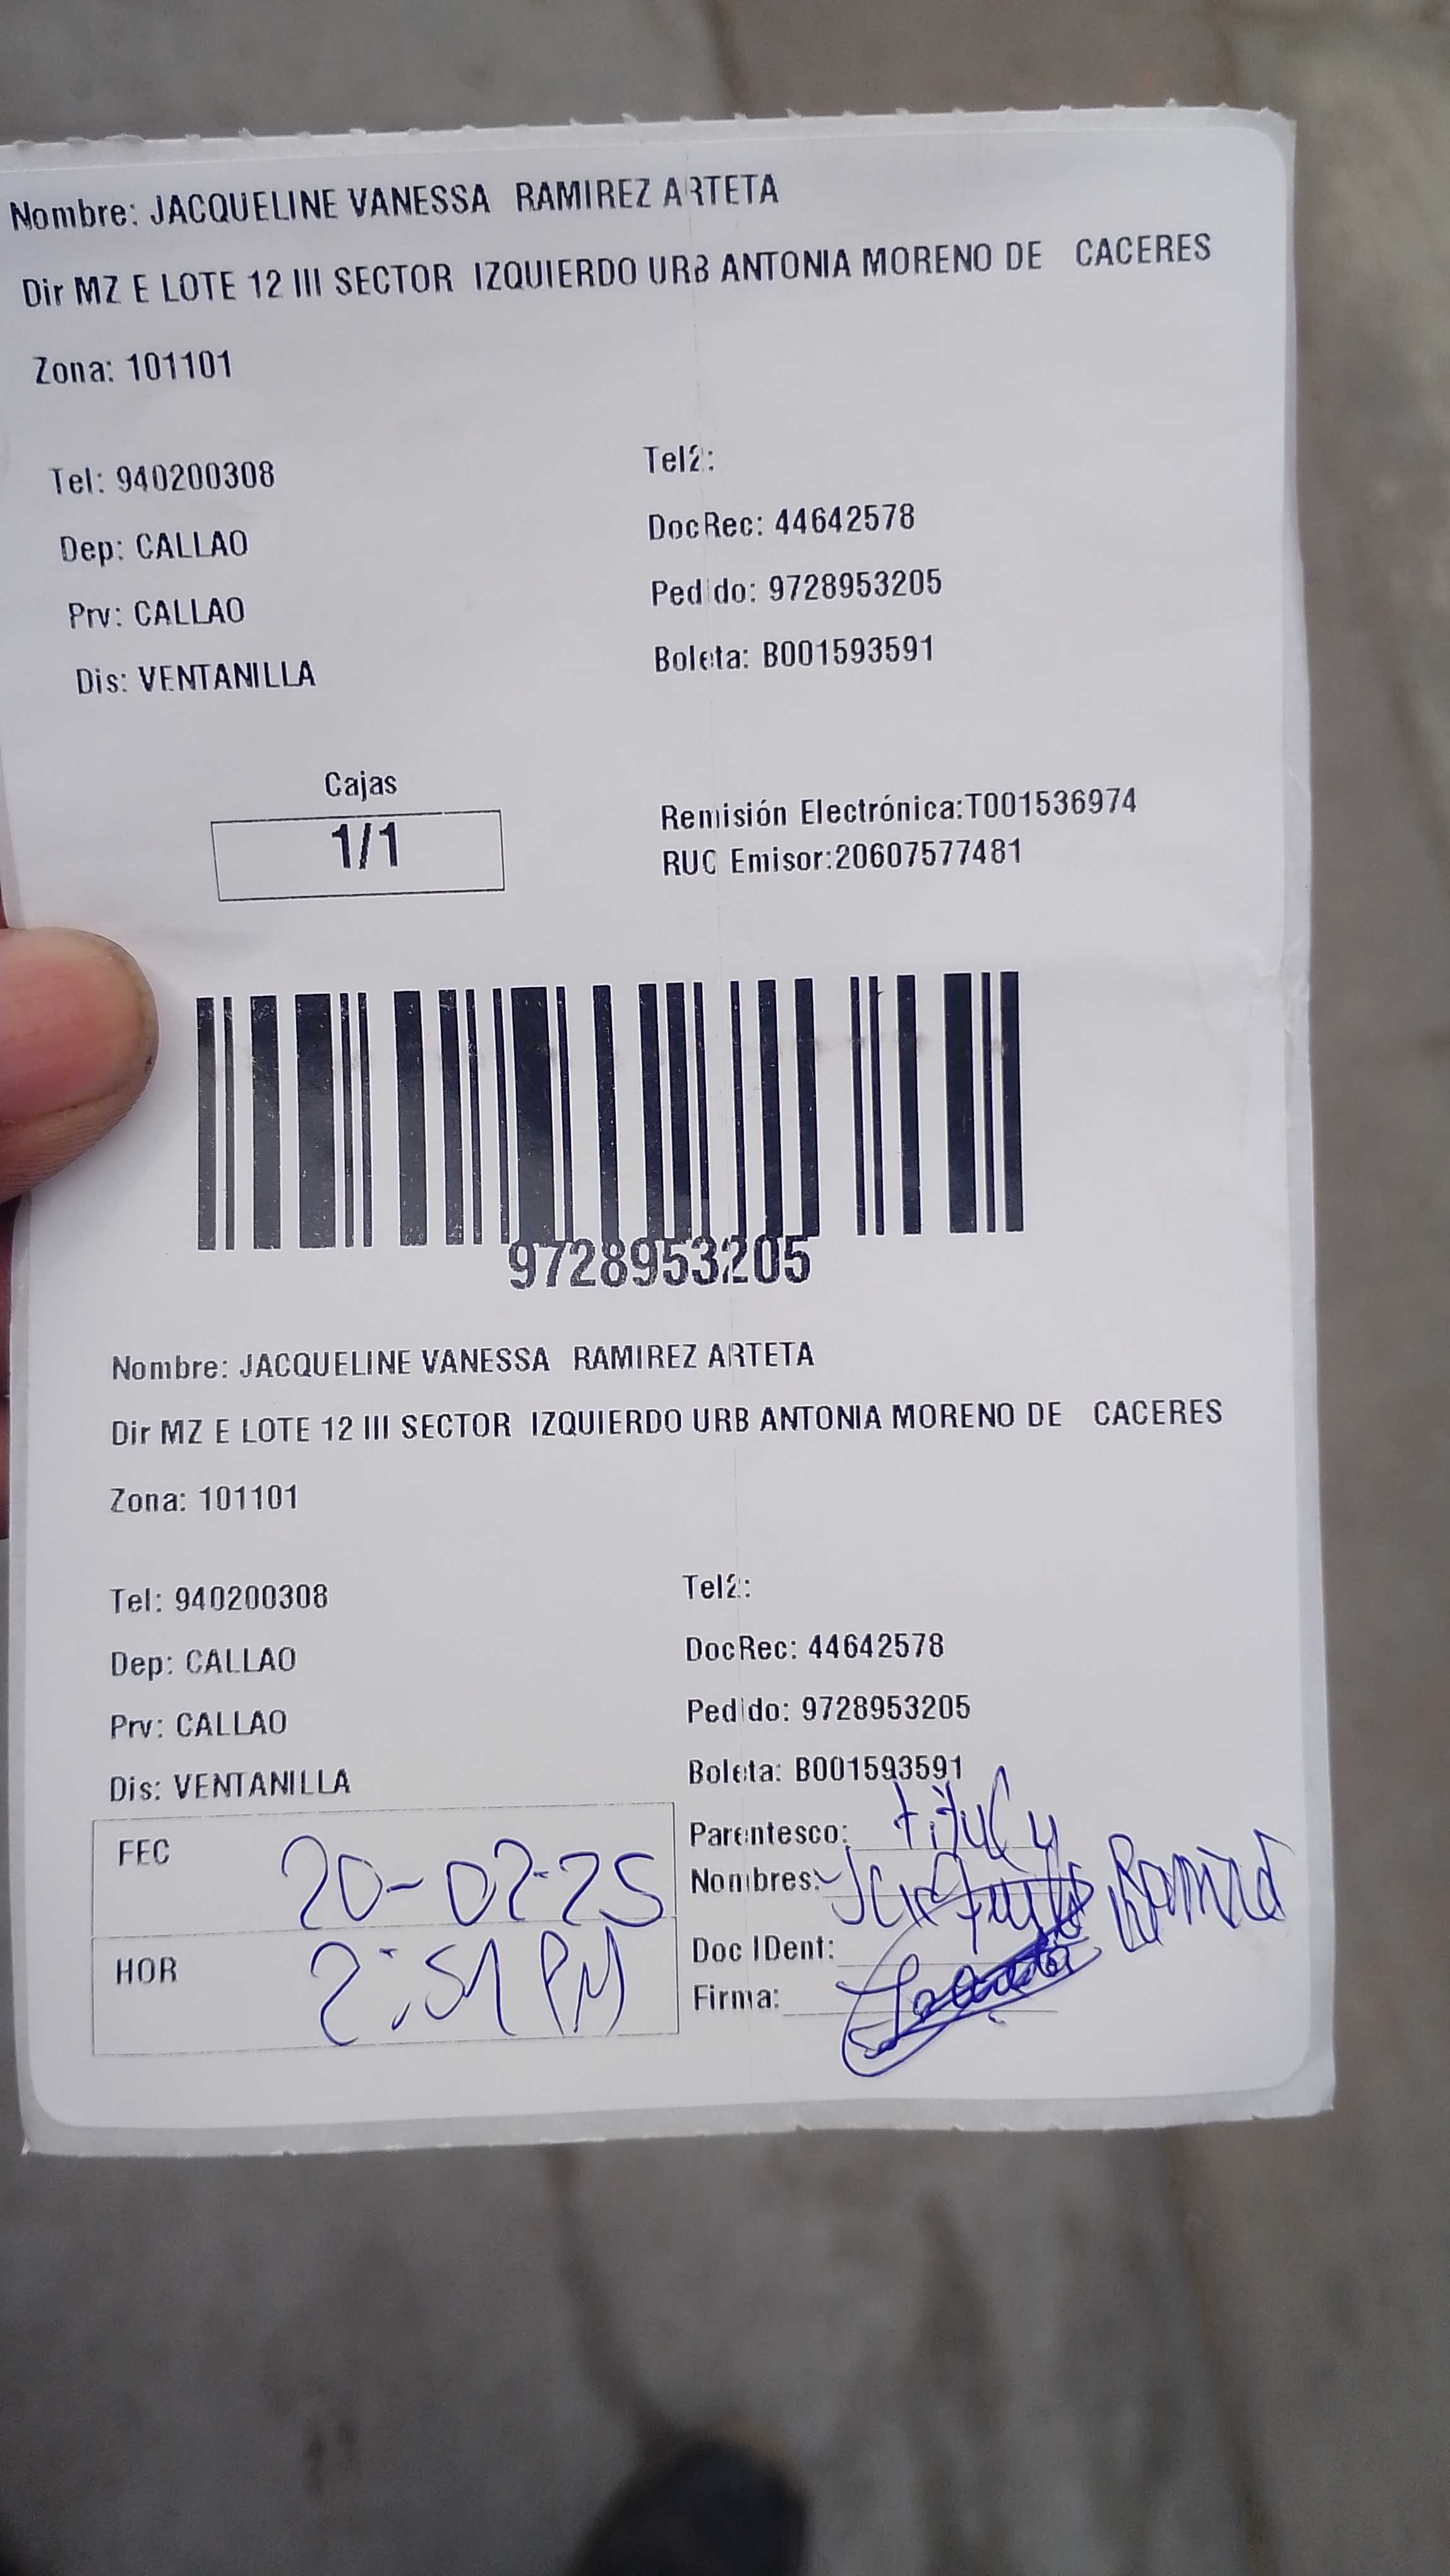 Nombre: JACQUELINE VANESSA RAMIREZ ARTETA
Dir MZ E LOTE 12 III SECTOR IZQUIERDO URB ANTONIA MORENO DE CACERES
Zona: 101101
Tel: 940200308 Tel2:
Dep: CALLAO DocRec: 44642578
Prv: CALLAO Pedido: 9728953205
Dis: VENTANILLA Boleta: B001593591
Cajas
1/1
Remisión Electrónica:T001536974
RUC Emisor:20607577481
9728953205
Nombre: JACQUELINE VANESSA RAMIREZ ARTETA
Dir MZ E LOTE 12 III SECTOR IZQUIERDO URB ANTONIA MORENO DE CACERES
Zona: 101101
Tel: 940200308 Tel2:
Dep: CALLAO DocRec: 44642578
Prv: CALLAO Pedido: 9728953205
Dis: VENTANILLA Boleta: B001593591
FEC 20-02-25
HOR 2:51 PM
Parentesco:
Nombres:
Doc IDent:
Firma: